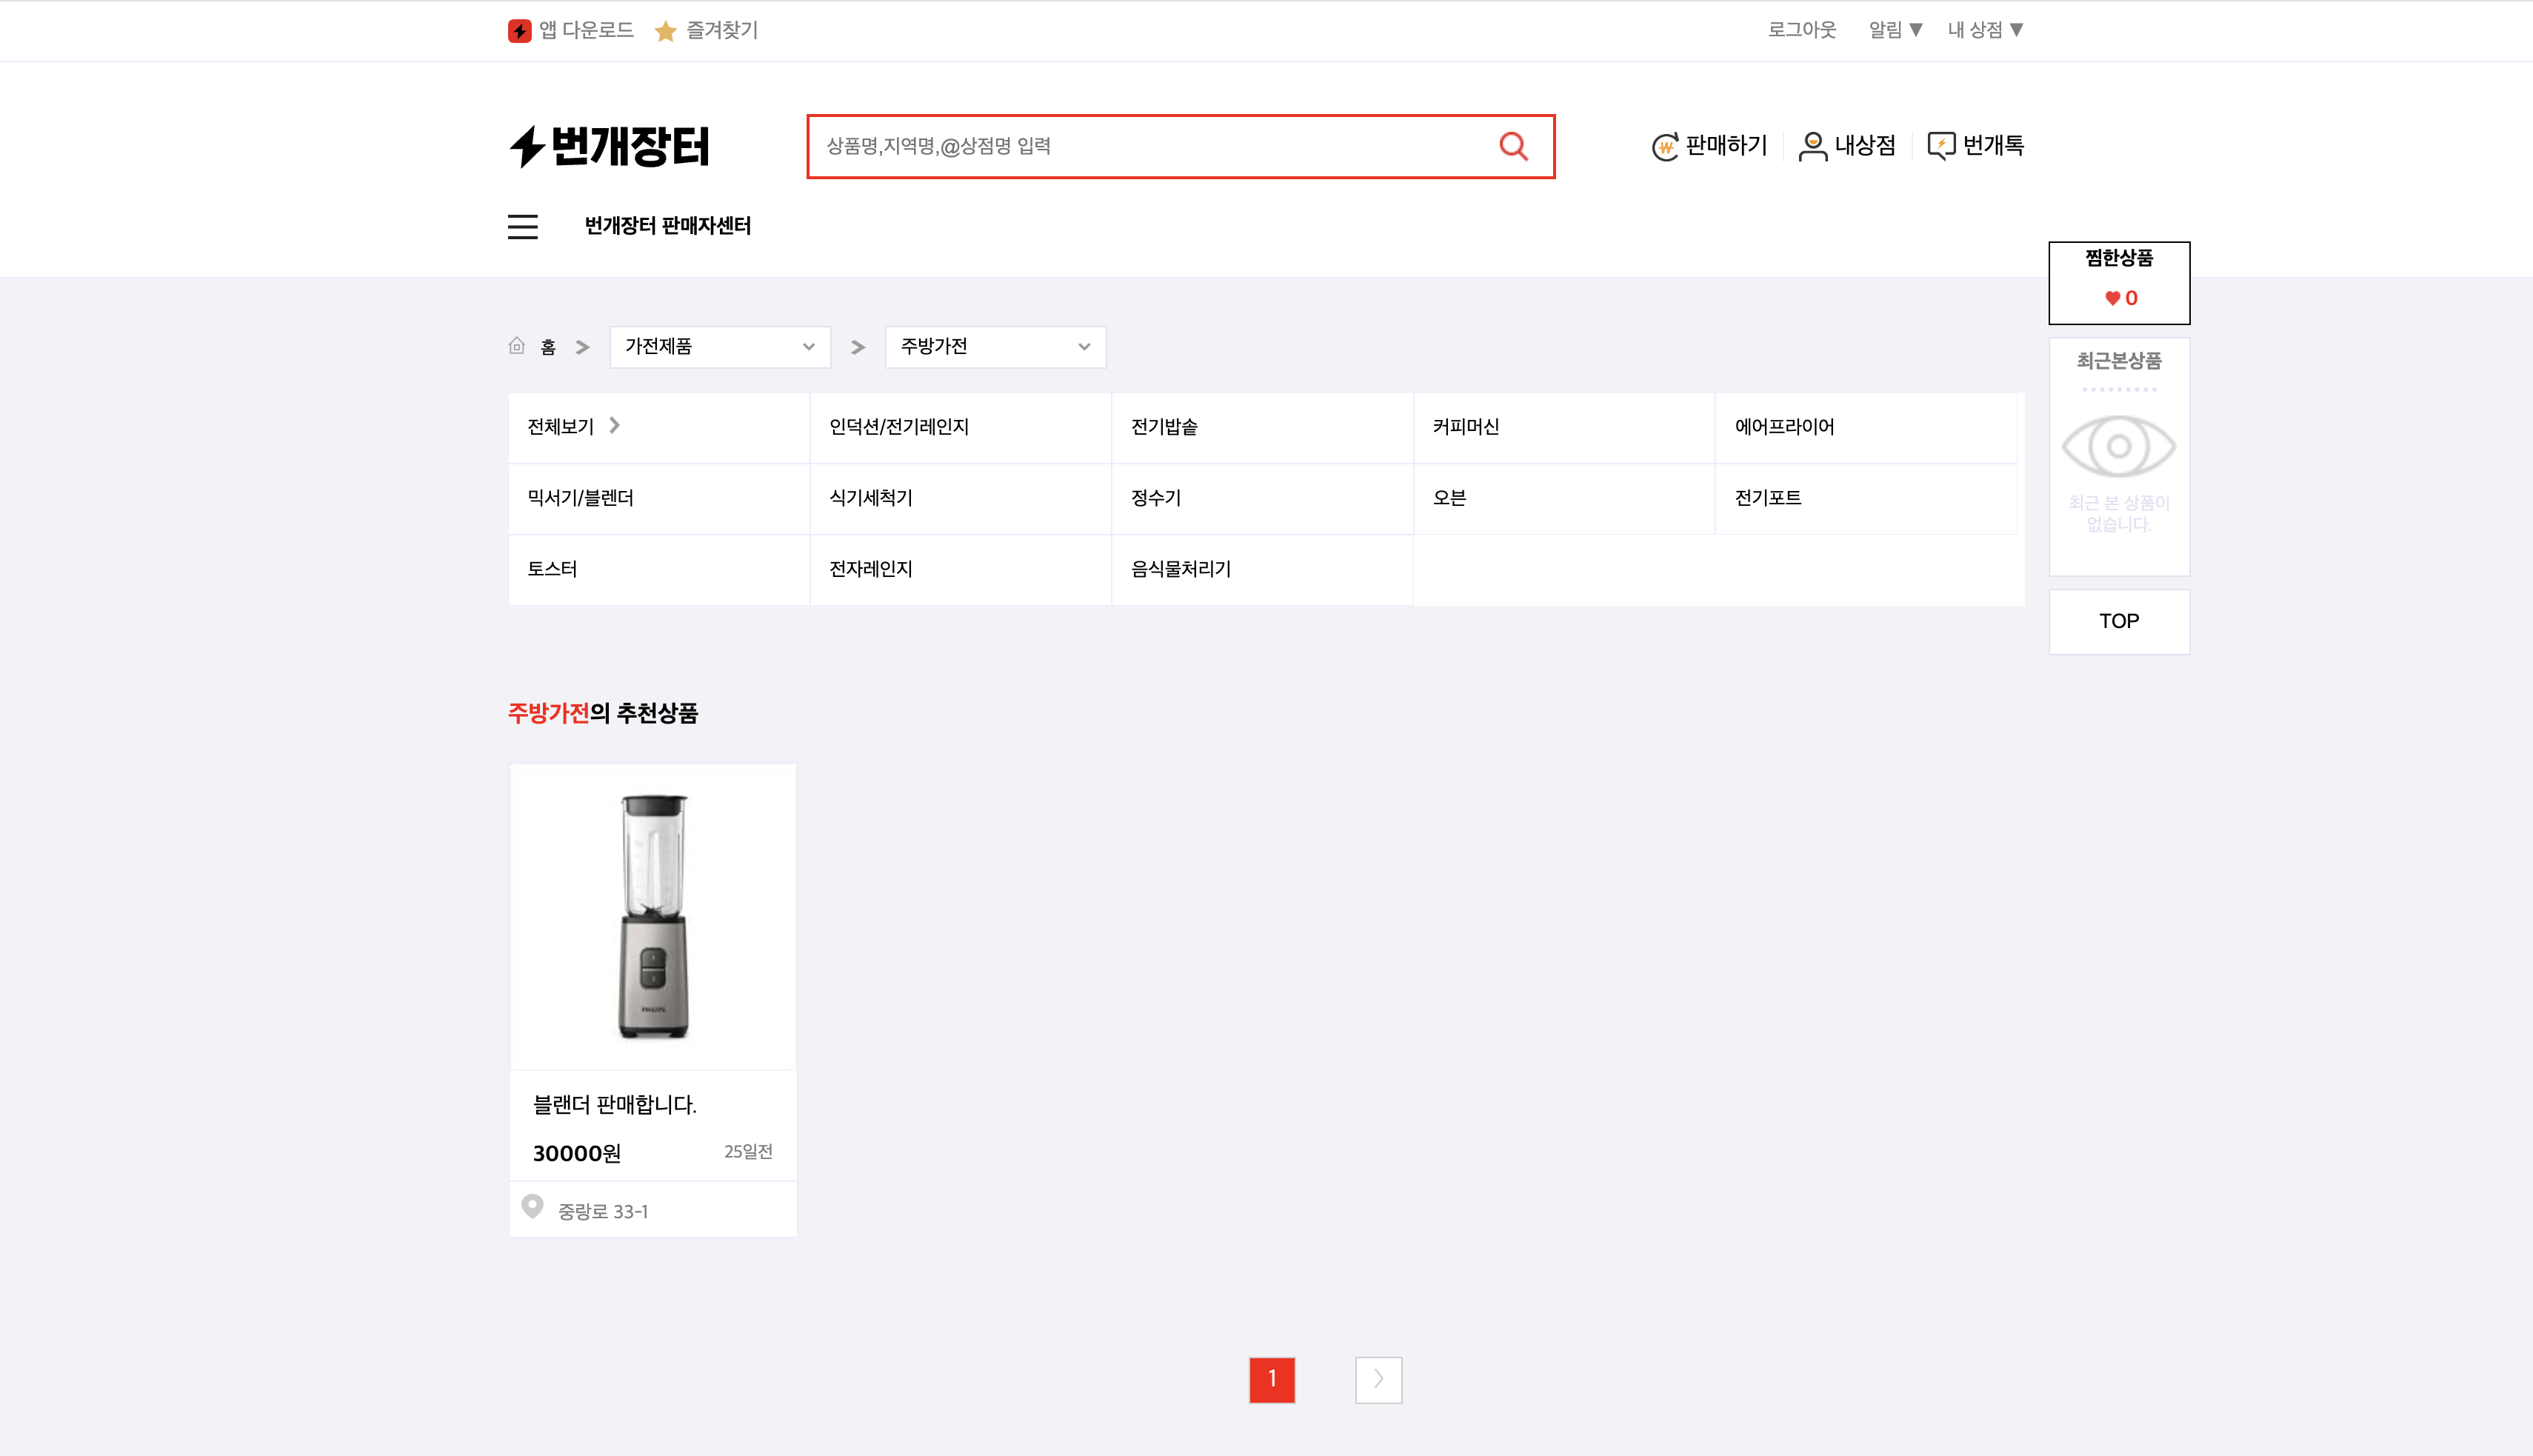 앱 다운로드 즐겨찾기 로그아웃 알림 ▼ 내 상점 ▼
번개장터 상품명,지역명,@상점명 입력 판매하기 내상점 번개톡
번개장터 판매자센터
찜한상품
0
홈 > 가전제품 > 주방가전
최근본상품
전체보기 인덕션/전기레인지 전기밥솥 커피머신 에어프라이어
믹서기/블렌더 식기세척기 정수기 오븐 전기포트
최근 본 상품이
없습니다.
토스터 전자레인지 음식물처리기
TOP
주방가전의 추천상품
PHILIPS
블랜더 판매합니다.
30000원 25일전
중랑로 33-1
1